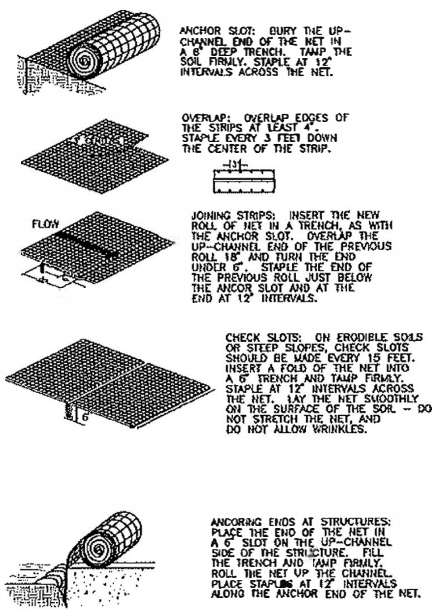 ANCHOR SLOT: BURY THE UP-
CHANNEL END OF THE NET IN
A 6" DEEP TRENCH. TAMP THE
SOIL FIRMLY. STAPLE AT 12"
INTERVALS ACROSS THE NET.
OVERLAP: OVERLAP EDGES OF
THE STRIPS AT LEAST 4".
STAPLE EVERY 3 FEET DOWN
THE CENTER OF THE STRIP.
3'
FLOW
JOINING STRIPS: INSERT THE NEW
ROLL OF NET IN A TRENCH, AS WITH
THE ANCHOR SLOT. OVERLAP THE
UP-CHANNEL END OF THE PREVIOUS
ROLL 18" AND TURN THE END
UNDER 6". STAPLE THE END OF
THE PREVIOUS ROLL JUST BELOW
THE ANCOR SLOT AND AT THE
END AT 12" INTERVALS.
CHECK SLOTS: ON ERODIBLE SOILS
OR STEEP SLOPES, CHECK SLOTS
SHOULD BE MADE EVERY 15 FEET.
INSERT A FOLD OF THE NET INTO
A 6" TRENCH AND TAMP FIRMLY.
STAPLE AT 12" INTERVALS ACROSS
THE NET. LAY THE NET SMOOTHLY
ON THE SURFACE OF THE SOIL - DO
NOT STRETCH THE NET, AND
DO NOT ALLOW WRINKLES.
6"
ANCORING ENDS AT STRUCTURES:
PLACE THE END OF THE NET IN
A 6" SLOT ON THE UP-CHANNEL
SIDE OF THE STRUCTURE. FILL
THE TRENCH AND TAMP FIRMLY.
ROLL THE NET UP THE CHANNEL.
PLACE STAPLES AT 12" INTERVALS
ALONG THE ANCHOR END OF THE NET.